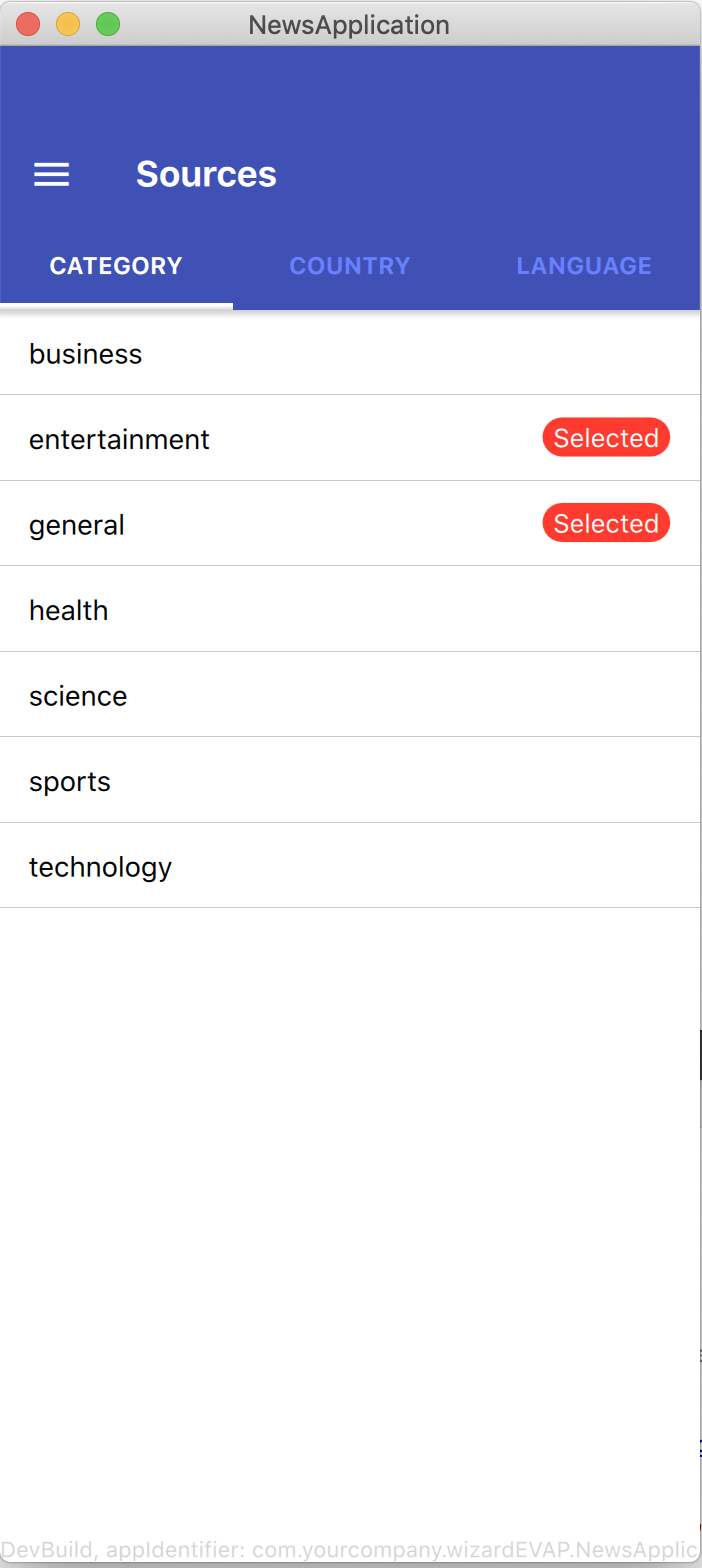 NewsApplication
Sources
CATEGORY COUNTRY LANGUAGE
business
entertainment Selected
general Selected
health
science
sports
technology
DevBuild, appIdentifier: com.yourcompany.wizardEVAP.NewsApplic